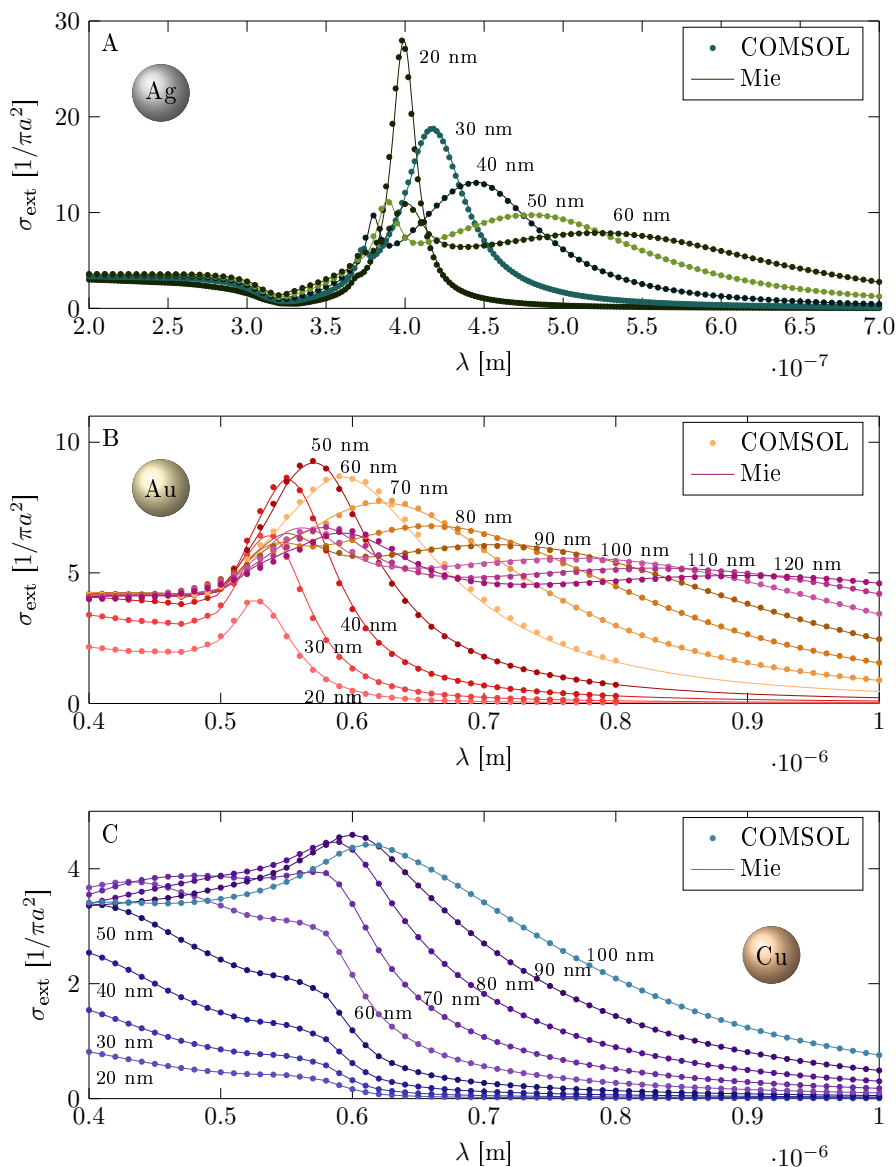 A
Ag
COMSOL
Mie
20 nm
30 nm
40 nm
50 nm
60 nm
σext [1/πa²]
30
20
10
0
2.0 2.5 3.0 3.5 4.0 4.5 5.0 5.5 6.0 6.5 7.0
λ [m]
·10⁻⁷
B
Au
COMSOL
Mie
50 nm
60 nm
70 nm
80 nm
90 nm
100 nm
110 nm
120 nm
40 nm
30 nm
20 nm
σext [1/πa²]
10
5
0
0.4 0.5 0.6 0.7 0.8 0.9 1
λ [m]
·10⁻⁶
C
COMSOL
Mie
Cu
50 nm
40 nm
30 nm
20 nm
60 nm
70 nm
80 nm
90 nm
100 nm
σext [1/πa²]
4
2
0
0.4 0.5 0.6 0.7 0.8 0.9 1
λ [m]
·10⁻⁶